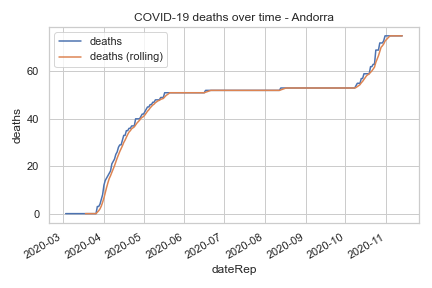 COVID-19 deaths over time - Andorra
deaths
deaths (rolling)
deaths
60
40
20
0
2020-03
2020-04
2020-05
2020-06
2020-07
2020-08
2020-09
2020-10
2020-11
dateRep